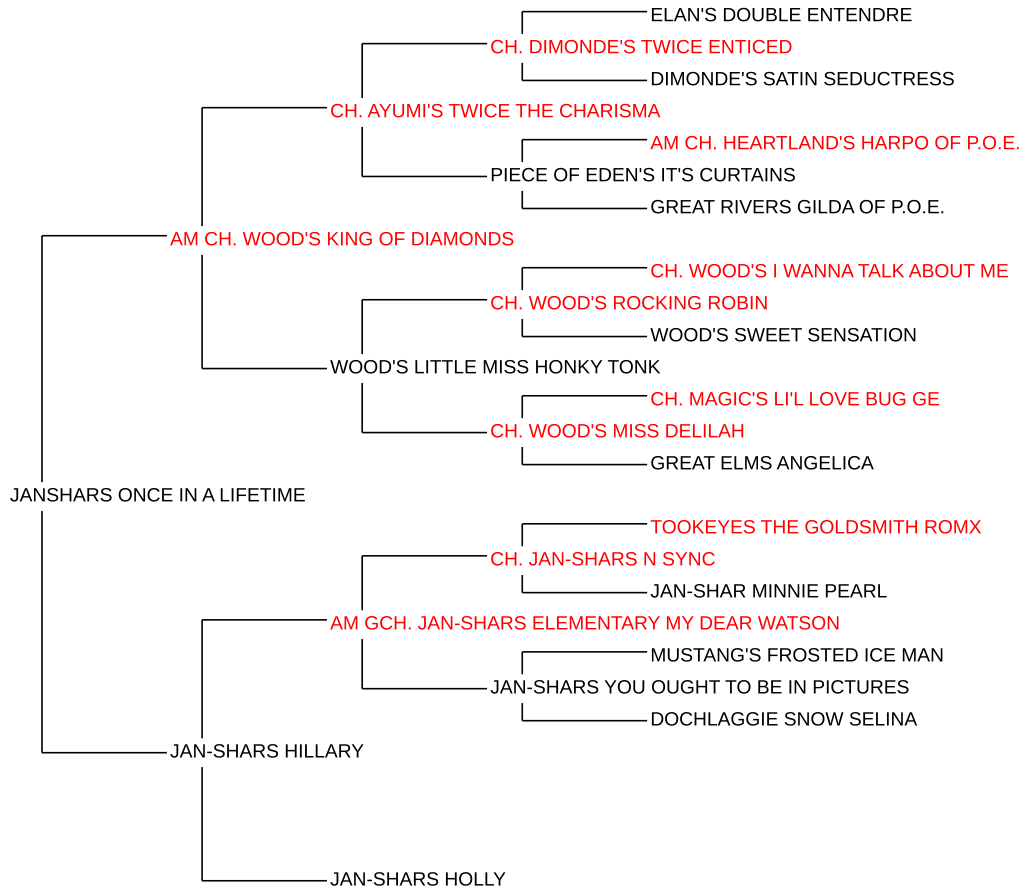 ELAN'S DOUBLE ENTENDRE
CH. DIMONDE'S TWICE ENTICED
DIMONDE'S SATIN SEDUCTRESS
CH. AYUMI'S TWICE THE CHARISMA
AM CH. HEARTLAND'S HARPO OF P.O.E.
PIECE OF EDEN'S IT'S CURTAINS
GREAT RIVERS GILDA OF P.O.E.
AM CH. WOOD'S KING OF DIAMONDS
CH. WOOD'S I WANNA TALK ABOUT ME
CH. WOOD'S ROCKING ROBIN
WOOD'S SWEET SENSATION
WOOD'S LITTLE MISS HONKY TONK
CH. MAGIC'S LI'L LOVE BUG GE
CH. WOOD'S MISS DELILAH
GREAT ELMS ANGELICA
JANSHARS ONCE IN A LIFETIME
TOOKEYES THE GOLDSMITH ROMX
CH. JAN-SHARS N SYNC
JAN-SHAR MINNIE PEARL
AM GCH. JAN-SHARS ELEMENTARY MY DEAR WATSON
MUSTANG'S FROSTED ICE MAN
JAN-SHARS YOU OUGHT TO BE IN PICTURES
DOCHLAGGIE SNOW SELINA
JAN-SHARS HILLARY
JAN-SHARS HOLLY